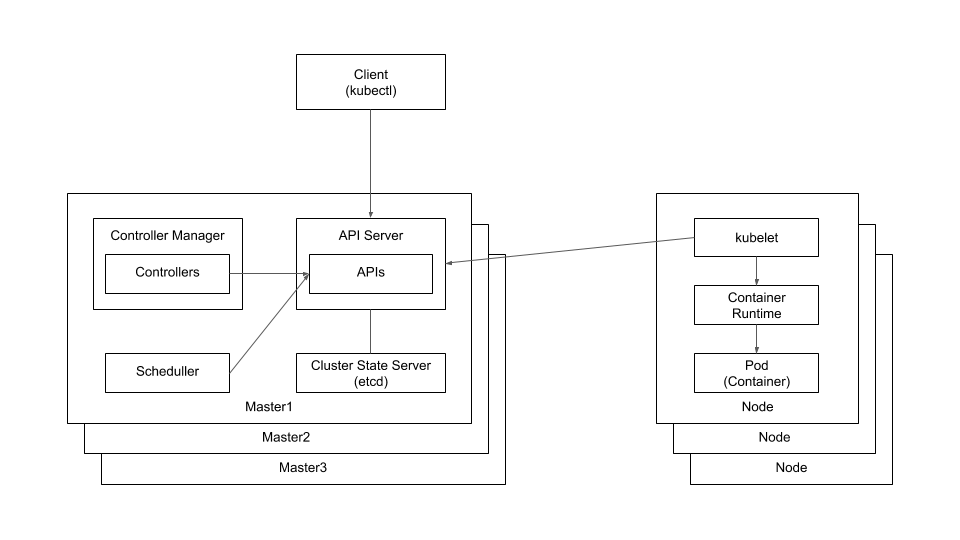 Client
(kubectl)
Controller Manager
Controllers
API Server
APIs
Scheduller
Cluster State Server
(etcd)
Master1
Master2
Master3
kubelet
Container
Runtime
Pod
(Container)
Node
Node
Node